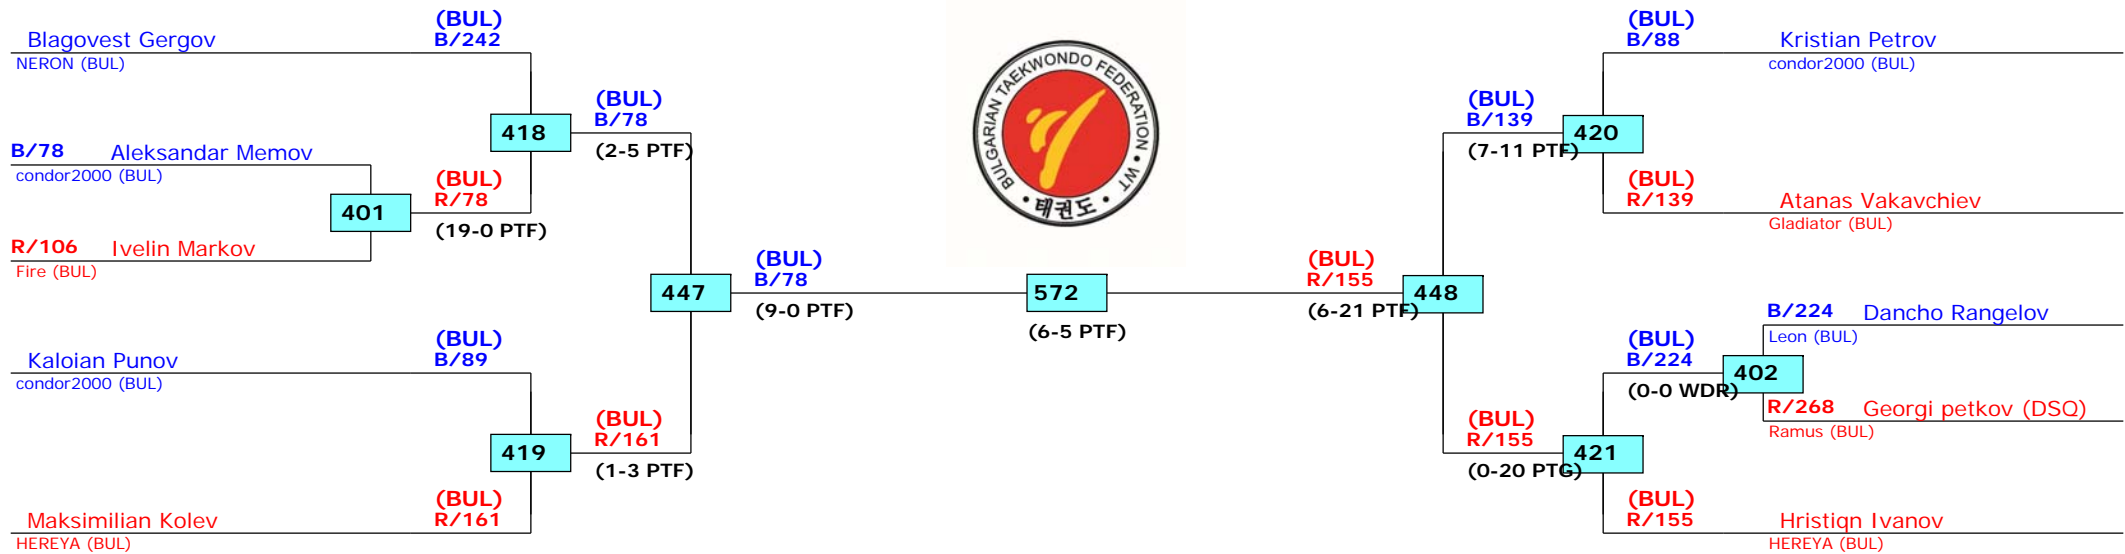 (BUL)
Blagovest Gergov B/242
NERON (BUL)
418
(BUL)
B/78
(2-5 PTF)
B/78 Aleksandar Memov
condor2000 (BUL)
401
(BUL)
R/78
(19-0 PTF)
R/106 Ivelin Markov
Fire (BUL)
447
(BUL)
B/78
(9-0 PTF)
(BUL)
Kaloian Punov B/89
condor2000 (BUL)
419
(BUL)
R/161
(1-3 PTF)
(BUL)
Maksimilian Kolev R/161
HEREYA (BUL)
BULGARIAN TAEKWONDO FEDERATION • WT
• 태권도 •
572
(6-5 PTF)
(BUL)
B/88 Kristian Petrov
condor2000 (BUL)
(BUL)
B/139
420
(7-11 PTF)
(BUL)
R/139 Atanas Vakavchiev
Gladiator (BUL)
(BUL)
R/155
448
(6-21 PTF)
B/224 Dancho Rangelov
Leon (BUL)
(BUL)
B/224
402
(0-0 WDR)
R/268 Georgi petkov (DSQ)
Ramus (BUL)
(BUL)
R/155
421
(0-20 PTG)
(BUL)
R/155 Hristiqn Ivanov
HEREYA (BUL)